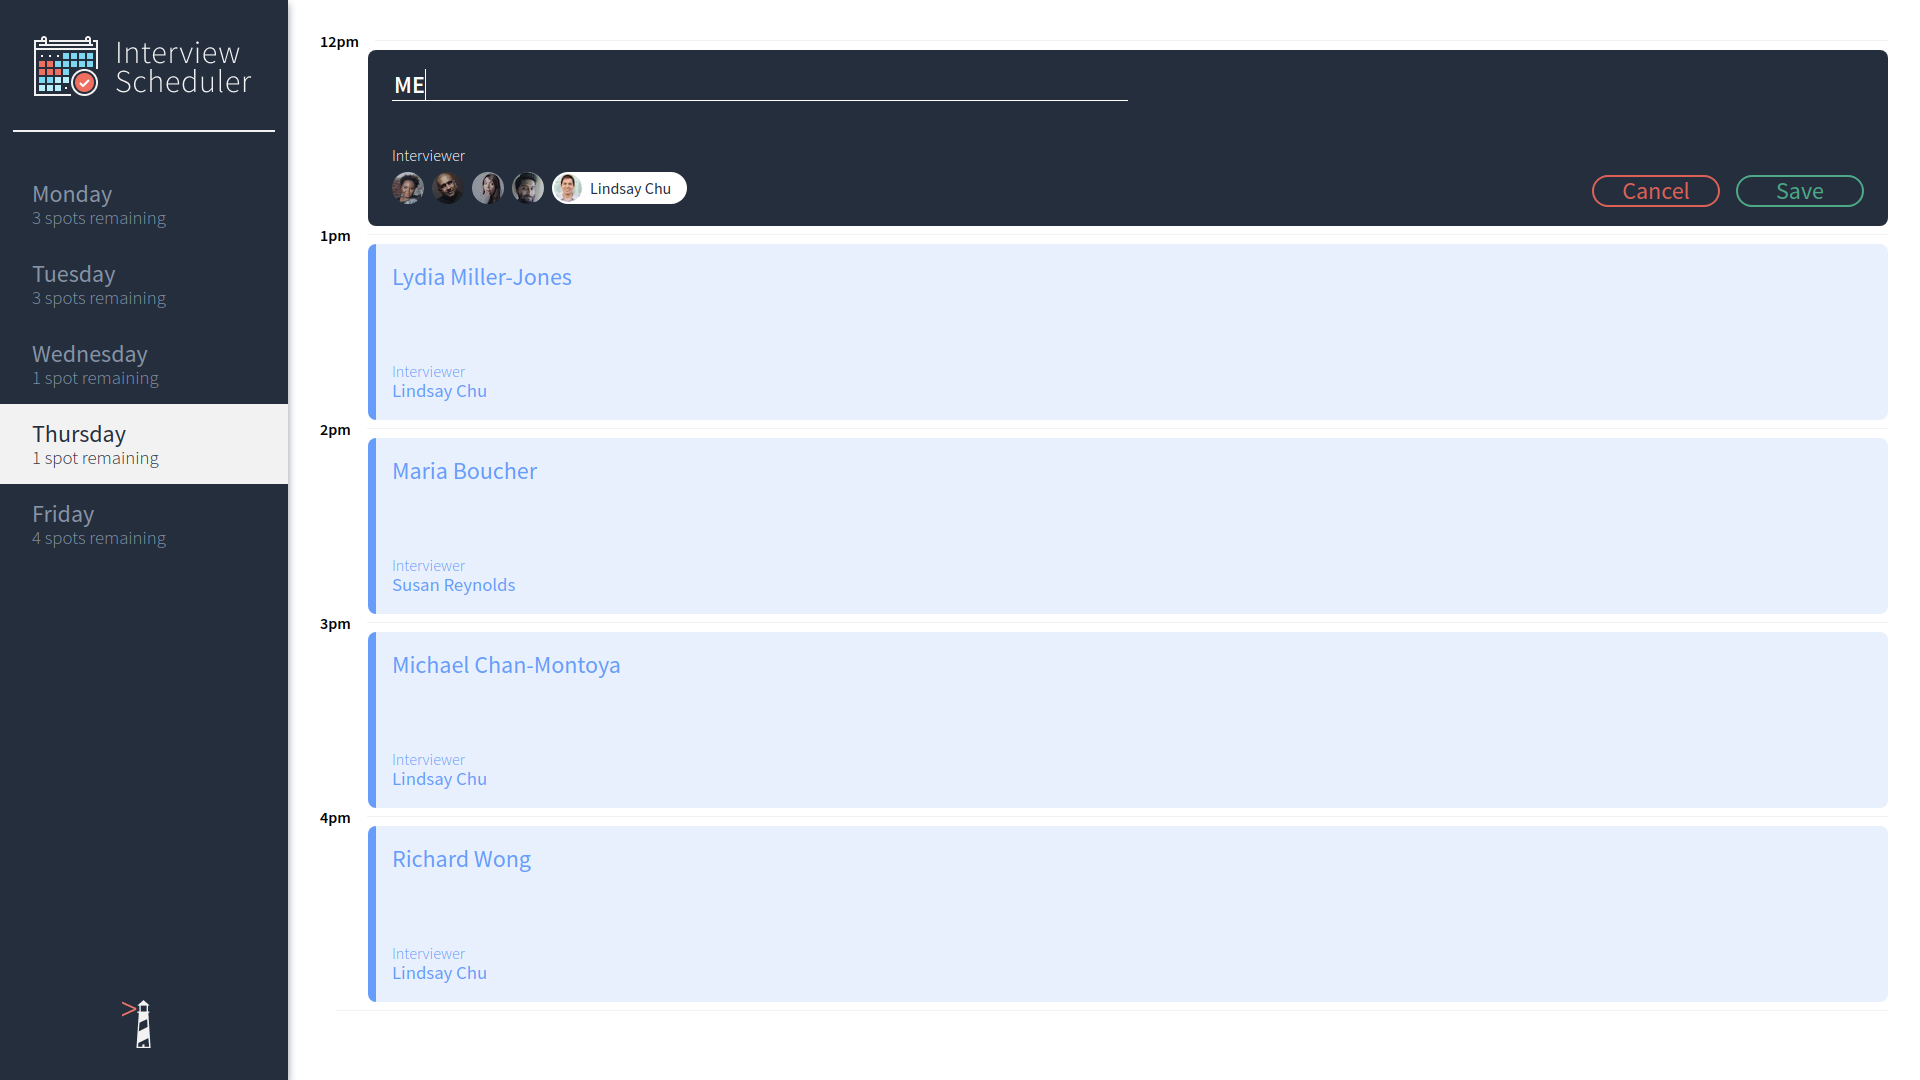 Interview
Scheduler
Monday
3 spots remaining
Tuesday
3 spots remaining
Wednesday
1 spot remaining
Thursday
1 spot remaining
Friday
4 spots remaining
12pm
ME
Interviewer
Lindsay Chu
Cancel
Save
1pm
Lydia Miller-Jones
Interviewer
Lindsay Chu
2pm
Maria Boucher
Interviewer
Susan Reynolds
3pm
Michael Chan-Montoya
Interviewer
Lindsay Chu
4pm
Richard Wong
Interviewer
Lindsay Chu